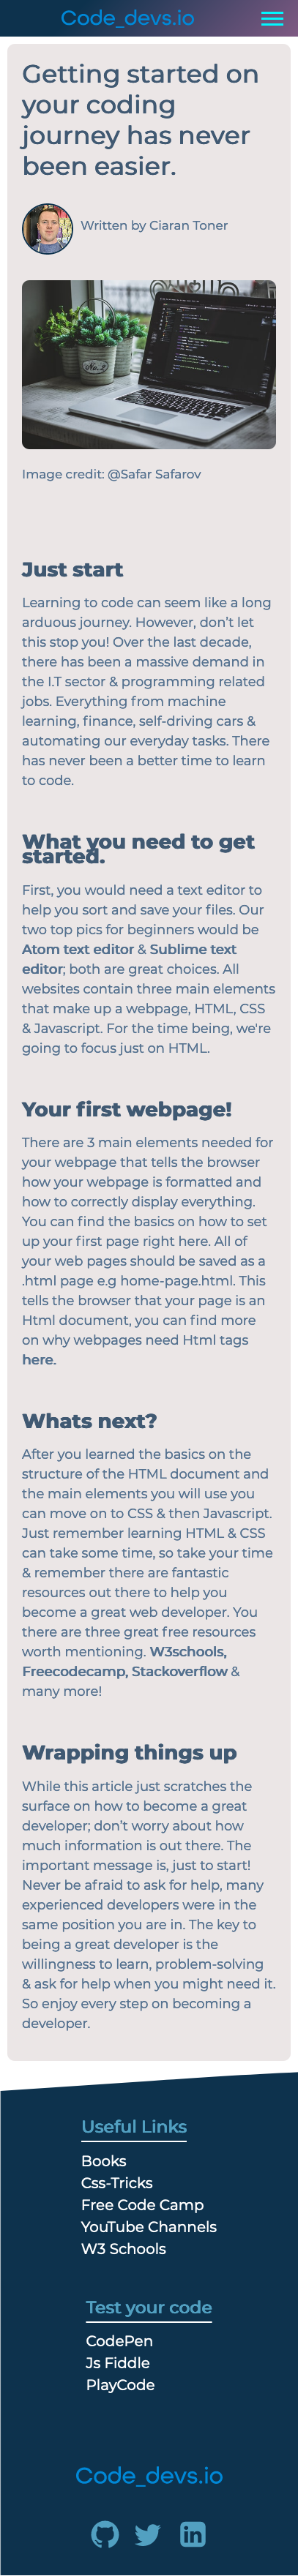 Code_devs.io
Getting started on
your coding
journey has never
been easier.
Written by Ciaran Toner
Image credit: @Safar Safarov
Just start
Learning to code can seem like a long
arduous journey. However, don't let
this stop you! Over the last decade,
there has been a massive demand in
the I.T sector & programming related
jobs. Everything from machine
learning, finance, self-driving cars &
automating our everyday tasks. There
has never been a better time to learn
to code.
What you need to get
started.
First, you would need a text editor to
help you sort and save your files. Our
two top pics for beginners would be
Atom text editor & Sublime text
editor; both are great choices. All
websites contain three main elements
that make up a webpage, HTML, CSS
& Javascript. For the time being, we're
going to focus just on HTML.
Your first webpage!
There are 3 main elements needed for
your webpage that tells the browser
how your webpage is formatted and
how to correctly display everything.
You can find the basics on how to set
up your first page right here. All of
your web pages should be saved as a
.html page e.g home-page.html. This
tells the browser that your page is an
Html document, you can find more
on why webpages need Html tags
here.
Whats next?
After you learned the basics on the
structure of the HTML document and
the main elements you will use you
can move on to CSS & then Javascript.
Just remember learning HTML & CSS
can take some time, so take your time
& remember there are fantastic
resources out there to help you
become a great web developer. You
there are three great free resources
worth mentioning. W3schools,
Freecodecamp, Stackoverflow &
many more!
Wrapping things up
While this article just scratches the
surface on how to become a great
developer; don't worry about how
much information is out there. The
important message is, just to start!
Never be afraid to ask for help, many
experienced developers were in the
same position you are in. The key to
being a great developer is the
willingness to learn, problem-solving
& ask for help when you might need it.
So enjoy every step on becoming a
developer.
Useful Links
Books
Css-Tricks
Free Code Camp
YouTube Channels
W3 Schools
Test your code
CodePen
Js Fiddle
PlayCode
Code_devs.io